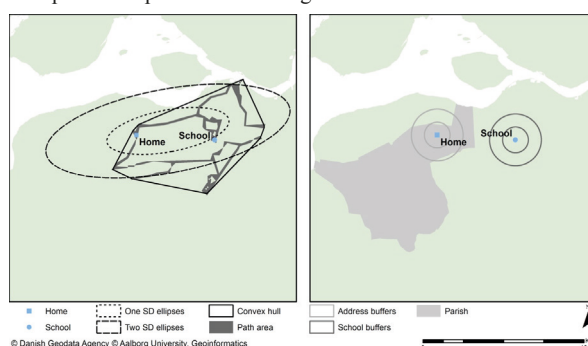 School
Home
School
Home
Home
One SD ellipses
Convex hull
Address buffers
Parish
School
Two SD ellipses
Path area
School buffers
© Danish Geodata Agency © Aalborg University, Geoinformatics